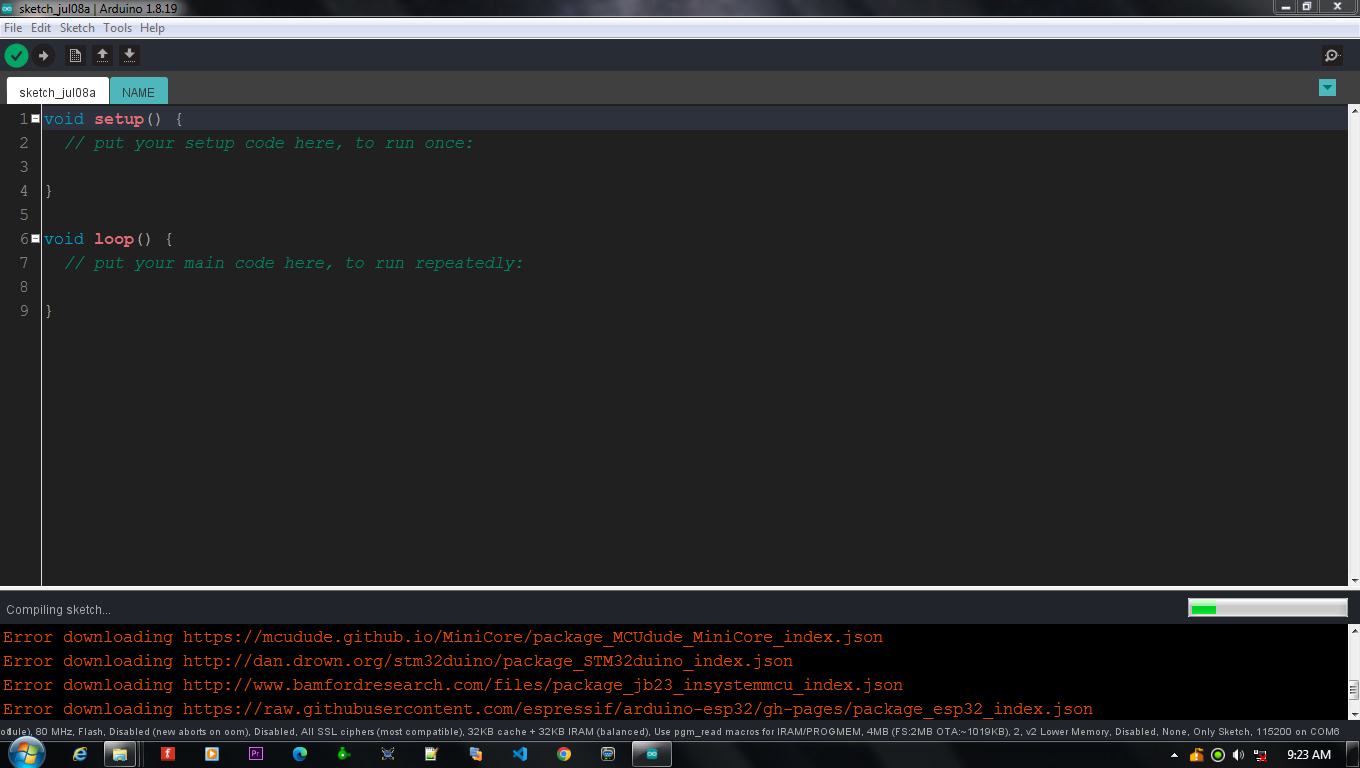 sketch_jul08a | Arduino 1.8.19
File Edit Sketch Tools Help
sketch_jul08a NAME
1 void setup() {
2 // put your setup code here, to run once:
3
4 }
5
6 void loop() {
7 // put your main code here, to run repeatedly:
8
9 }
Compiling sketch...
Error downloading https://mcudude.github.io/MiniCore/package_MCUdude_MiniCore_index.json
Error downloading http://dan.drown.org/stm32duino/package_STM32duino_index.json
Error downloading http://www.bamfordresearch.com/files/package_jb23_insystemmcu_index.json
Error downloading https://raw.githubusercontent.com/espressif/arduino-esp32/gh-pages/package_esp32_index.json
odule), 80 MHz, Flash, Disabled (new aborts on oom), Disabled, All SSL ciphers (most compatible), 32KB cache + 32KB IRAM (balanced), Use pgm_read macros for IRAM/PROGMEM, 4MB (FS:2MB OTA:~1019KB), 2, v2 Lower Memory, Disabled, None, Only Sketch, 115200 on COM6
f Pr 9:23 AM